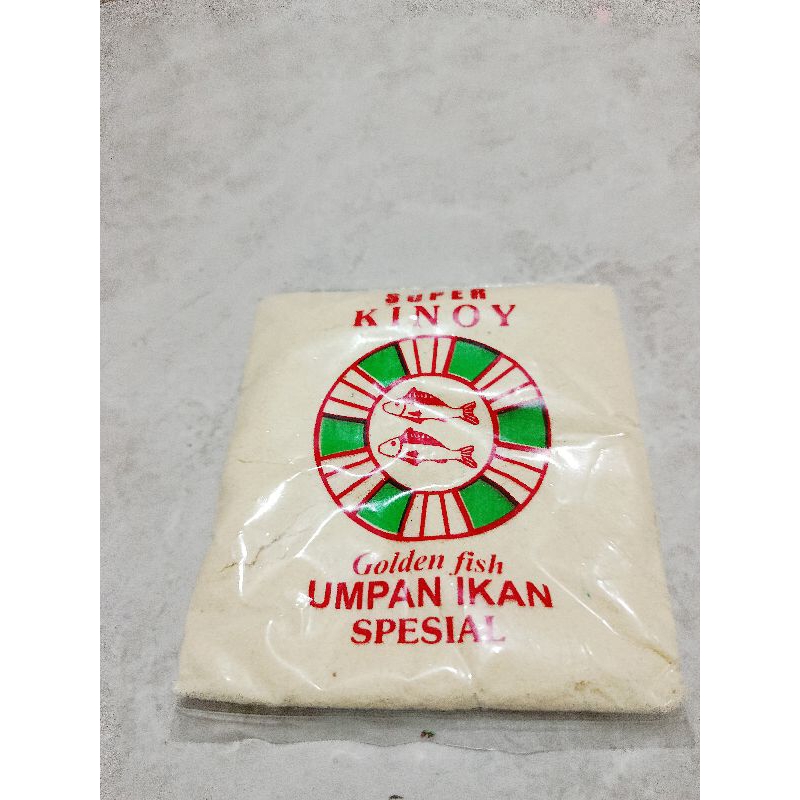 SUPER
KINOY
Golden fish
UMPAN IKAN
SPESIAL